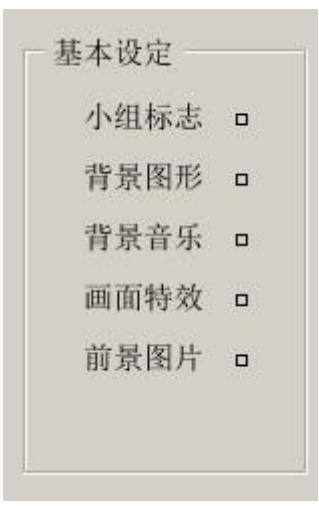 基本设定
小组标志
背景图形
背景音乐
画面特效
前景图片